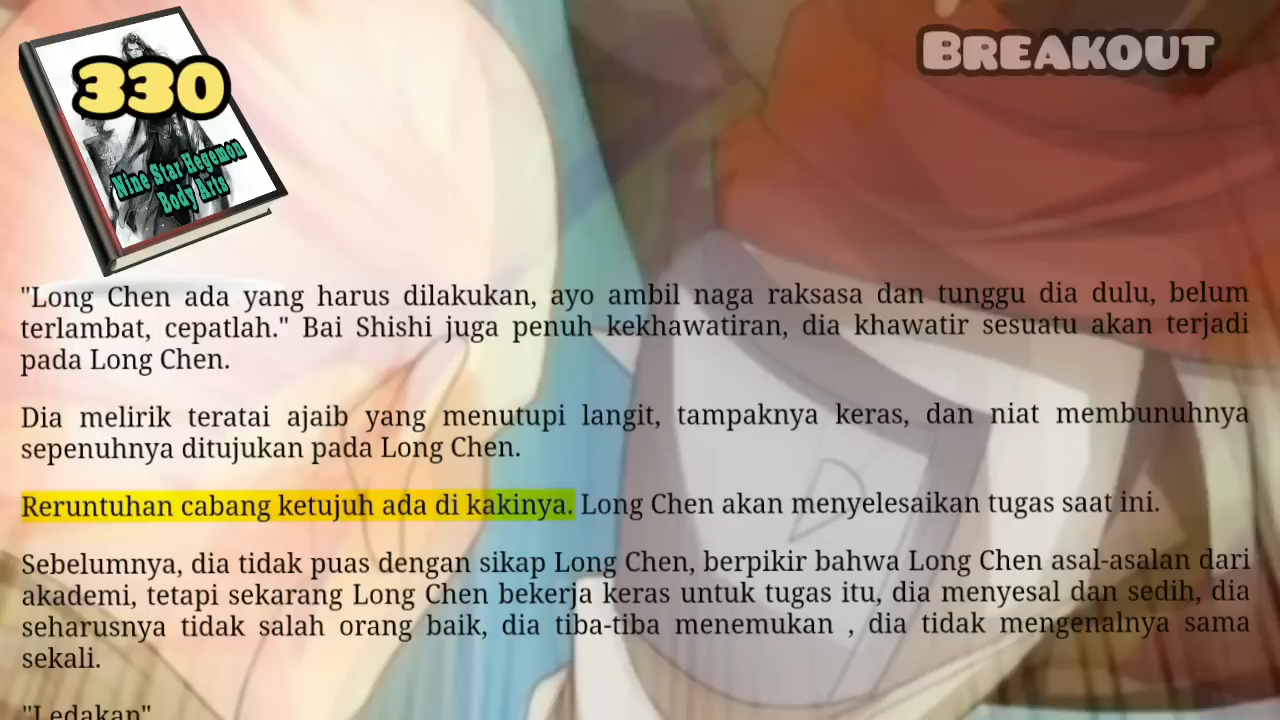 330
BREAKOUT
Nine Star Hegemon
Body Arts
"Long Chen ada yang harus dilakukan, ayo ambil naga raksasa dan tunggu dia dulu, belum
terlambat, cepatlah." Bai Shishi juga penuh kekhawatiran, dia khawatir sesuatu akan terjadi
pada Long Chen.
Dia melirik teratai ajaib yang menutupi langit, tampaknya keras, dan niat membunuhnya
sepenuhnya ditujukan pada Long Chen.
Reruntuhan cabang ketujuh ada di kakinya. Long Chen akan menyelesaikan tugas saat ini.
Sebelumnya, dia tidak puas dengan sikap Long Chen, berpikir bahwa Long Chen asal-asalan dari
akademi, tetapi sekarang Long Chen bekerja keras untuk tugas itu, dia menyesal dan sedih, dia
seharusnya tidak salah orang baik, dia tiba-tiba menemukan , dia tidak mengenalnya sama
sekali.
"Ledakan"